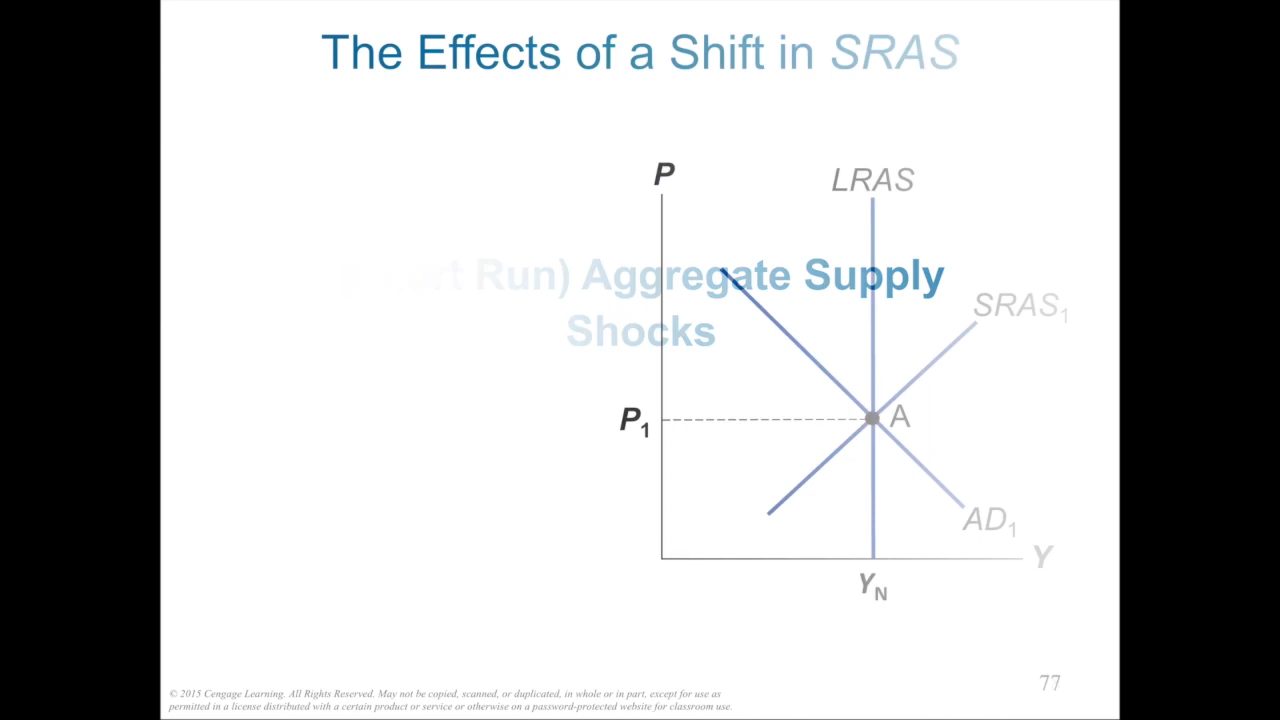 The Effects of a Shift in SRAS
P
LRAS
Run) Aggregate Supply
Shocks
SRAS1
P1
A
AD1
Y
YN
77
© 2015 Cengage Learning. All Rights Reserved. May not be copied, scanned, or duplicated, in whole or in part, except for use as
permitted in a license distributed with a certain product or service or otherwise on a password-protected website for classroom use.